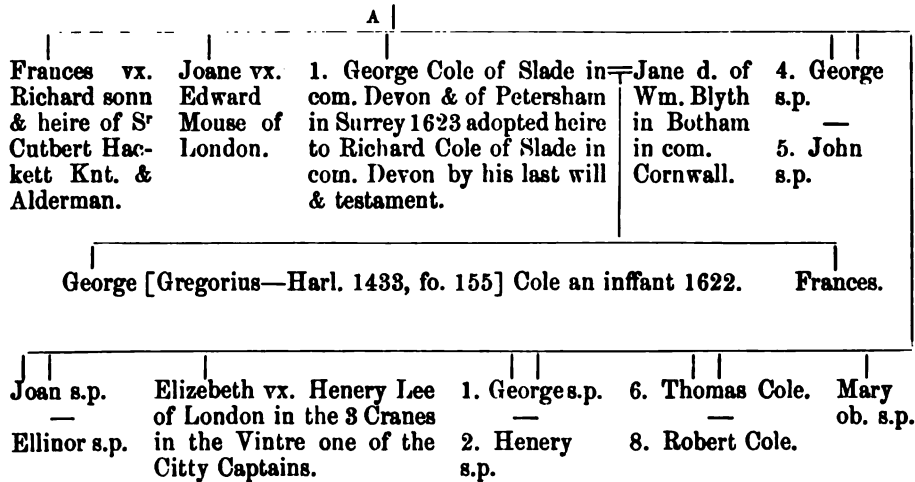 A
Frances vx.
Richard sonn
& heire of Sr
Cutbert Hac-
kett Knt. &
Alderman.
Joane vx.
Edward
Mouse of
London.
1. George Cole of Slade in
com. Devon & of Petersham
in Surrey 1623 adopted heire
to Richard Cole of Slade in
com. Devon by his last will
& testament.
Jane d. of
Wm. Blyth
in Botham
in com.
Cornwall.
4. George
s.p.
—
5. John
s.p.
George [Gregorius—Harl. 1433, fo. 155] Cole an inffant 1622.
Frances.
Joan s.p.
—
Ellinor s.p.
Elizebeth vx. Henery Lee
of London in the 3 Cranes
in the Vintre one of the
Citty Captains.
1. George s.p.
—
2. Henery
s.p.
6. Thomas Cole.
—
8. Robert Cole.
Mary
ob. s.p.